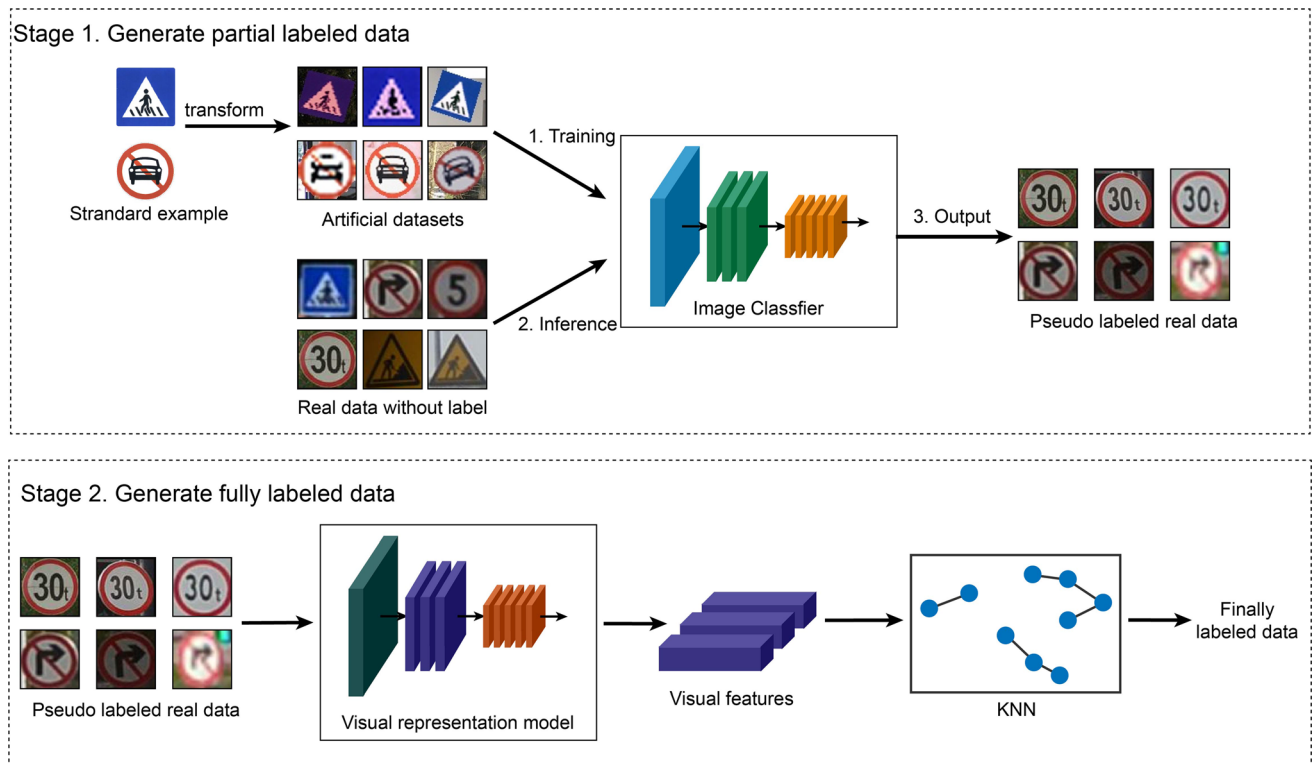 Stage 1. Generate partial labeled data
transform
Strandard example
Artificial datasets
1. Training
5
30t
2. Inference
Real data without label
Image Classfier
3. Output
30t
30t
30t
Pseudo labeled real data
Stage 2. Generate fully labeled data
30t
30t
30t
Pseudo labeled real data
Visual representation model
Visual features
KNN
Finally
labeled data